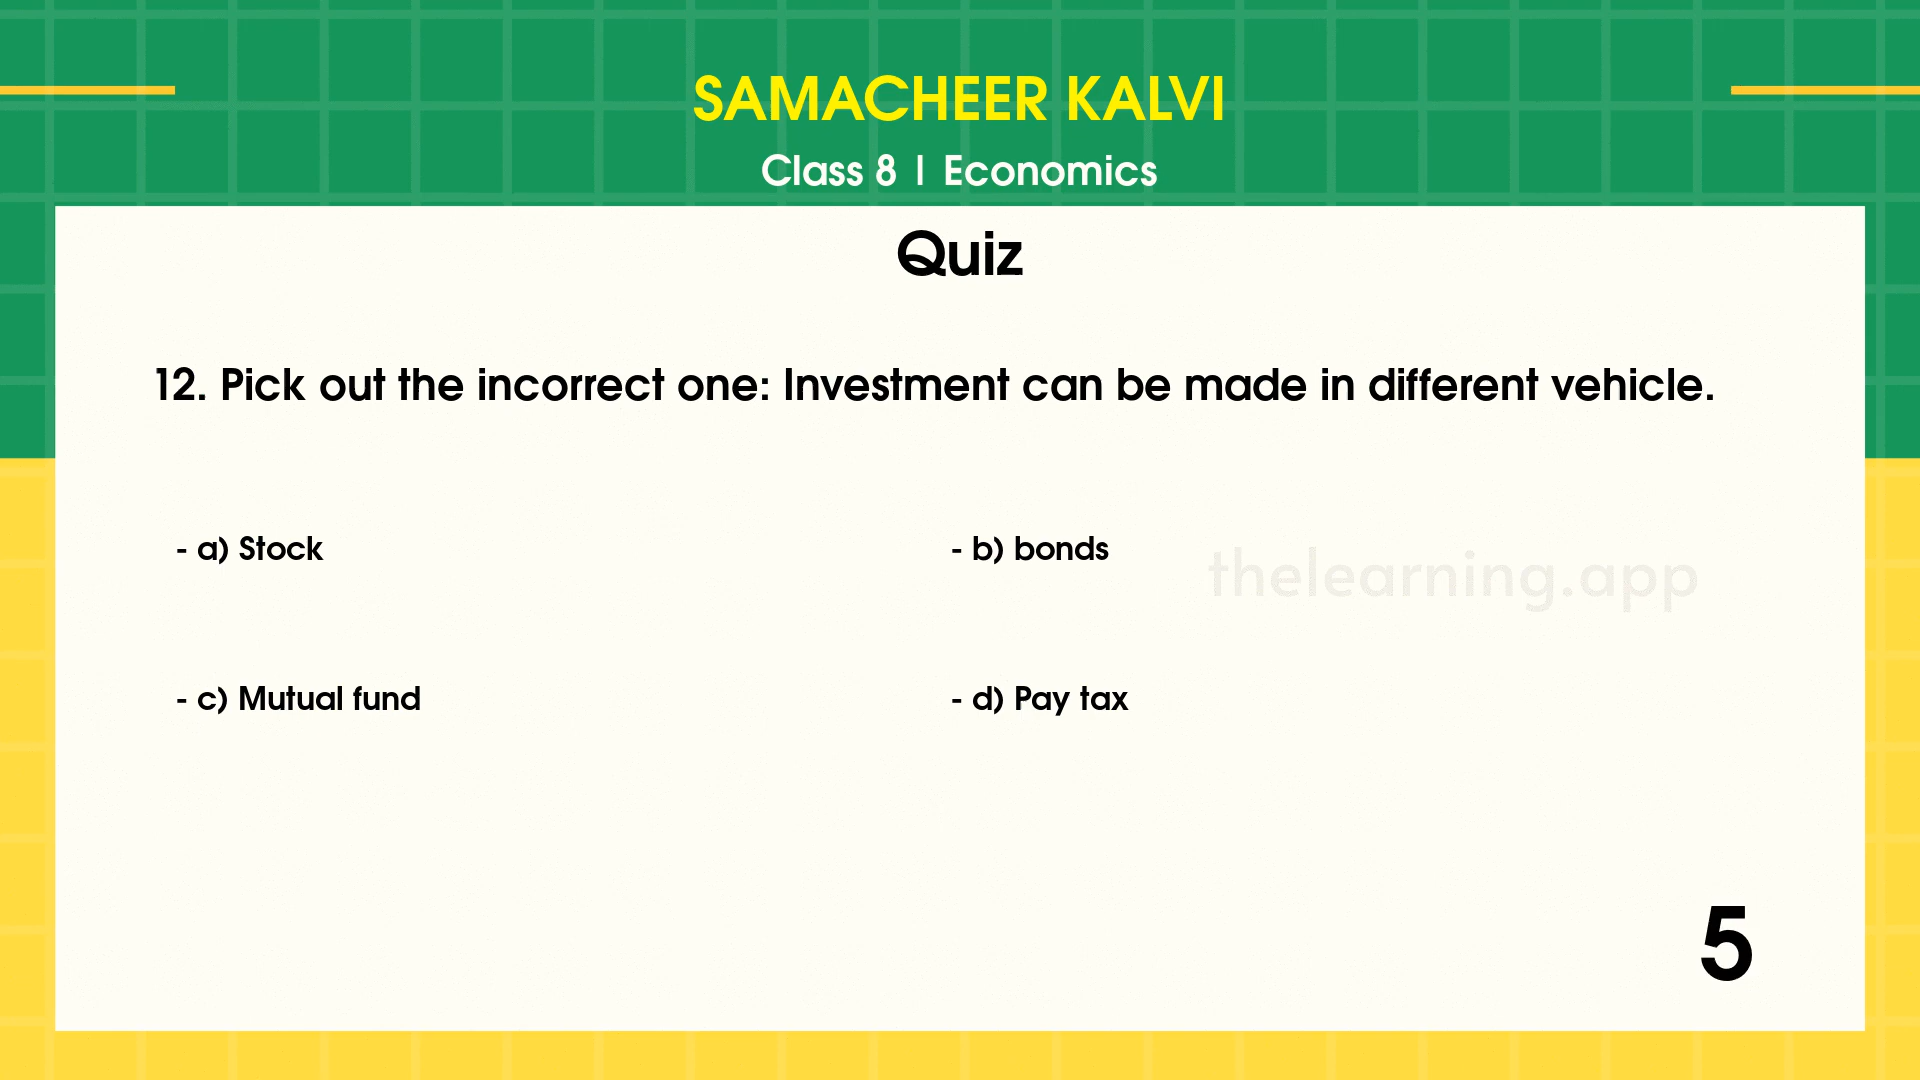 SAMACHEER KALVI
Class 8 | Economics
Quiz
12. Pick out the incorrect one: Investment can be made in different vehicle.
- a) Stock
- b) bonds
thelearning.app
- c) Mutual fund
- d) Pay tax
5